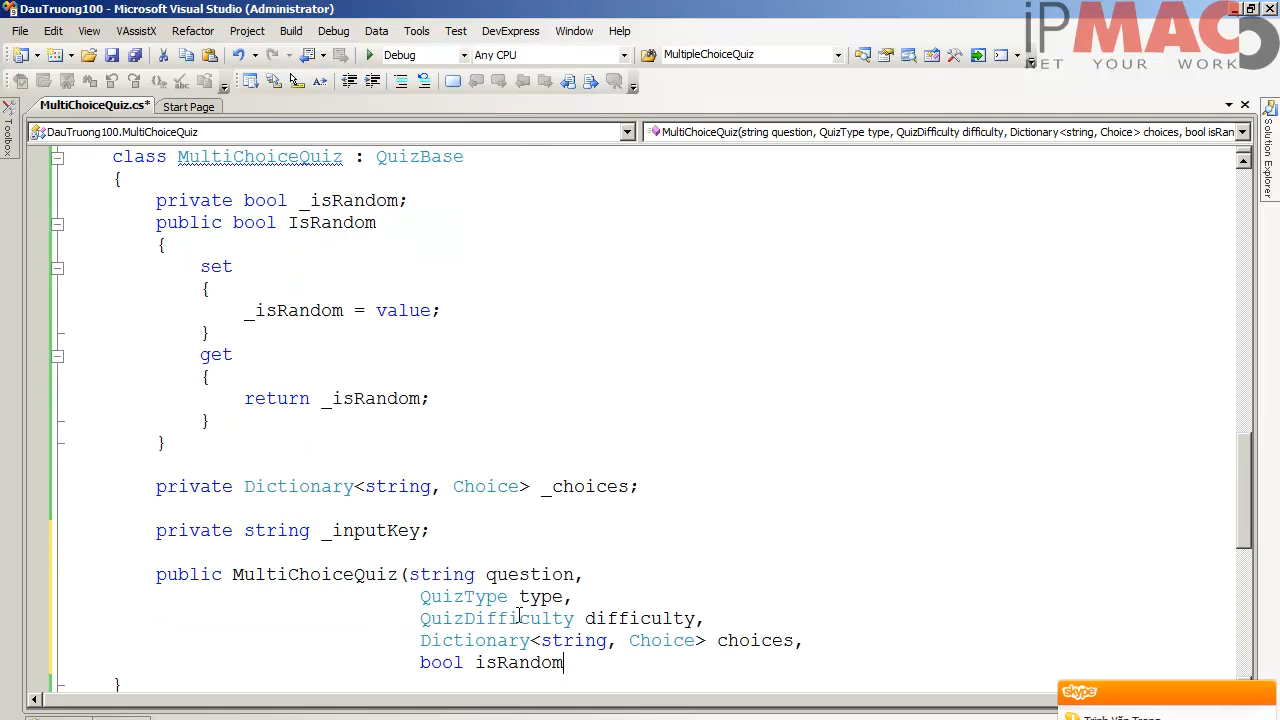 DauTruong100 - Microsoft Visual Studio (Administrator)
iPMAC
NET YOUR WORK
File Edit View VAssistX Refactor Project Build Debug Data Tools Test DevExpress Window Help
Debug Any CPU MultipleChoiceQuiz
MultiChoiceQuiz.cs* Start Page
Toolbox
Solution Explorer
DauTruong100.MultiChoiceQuiz MultiChoiceQuiz(string question, QuizType type, QuizDifficulty difficulty, Dictionary<string, Choice> choices, bool isRan
class MultiChoiceQuiz : QuizBase
{
private bool _isRandom;
public bool IsRandom
{
set
{
_isRandom = value;
}
get
{
return _isRandom;
}
}
private Dictionary<string, Choice> _choices;
private string _inputKey;
public MultiChoiceQuiz(string question,
QuizType type,
QuizDifficulty difficulty,
Dictionary<string, Choice> choices,
bool isRandom
}
skype